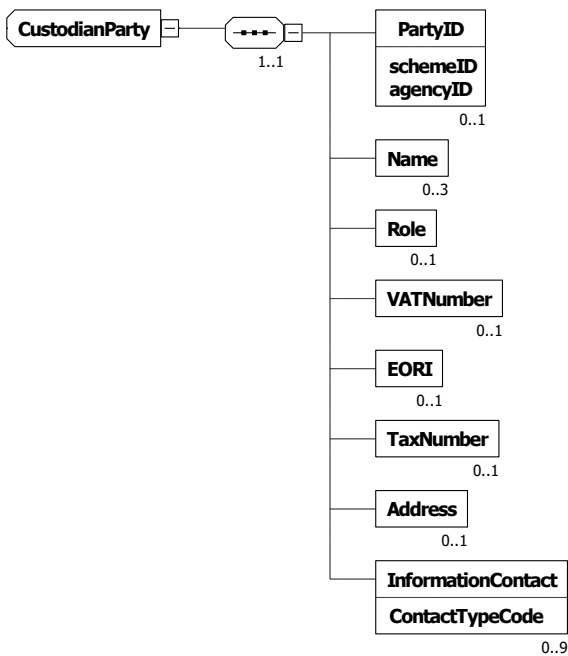 CustodianParty
1..1
PartyID
schemeID
agencyID
0..1
Name
0..3
Role
0..1
VATNumber
0..1
EORI
0..1
TaxNumber
0..1
Address
0..1
InformationContact
ContactTypeCode
0..9